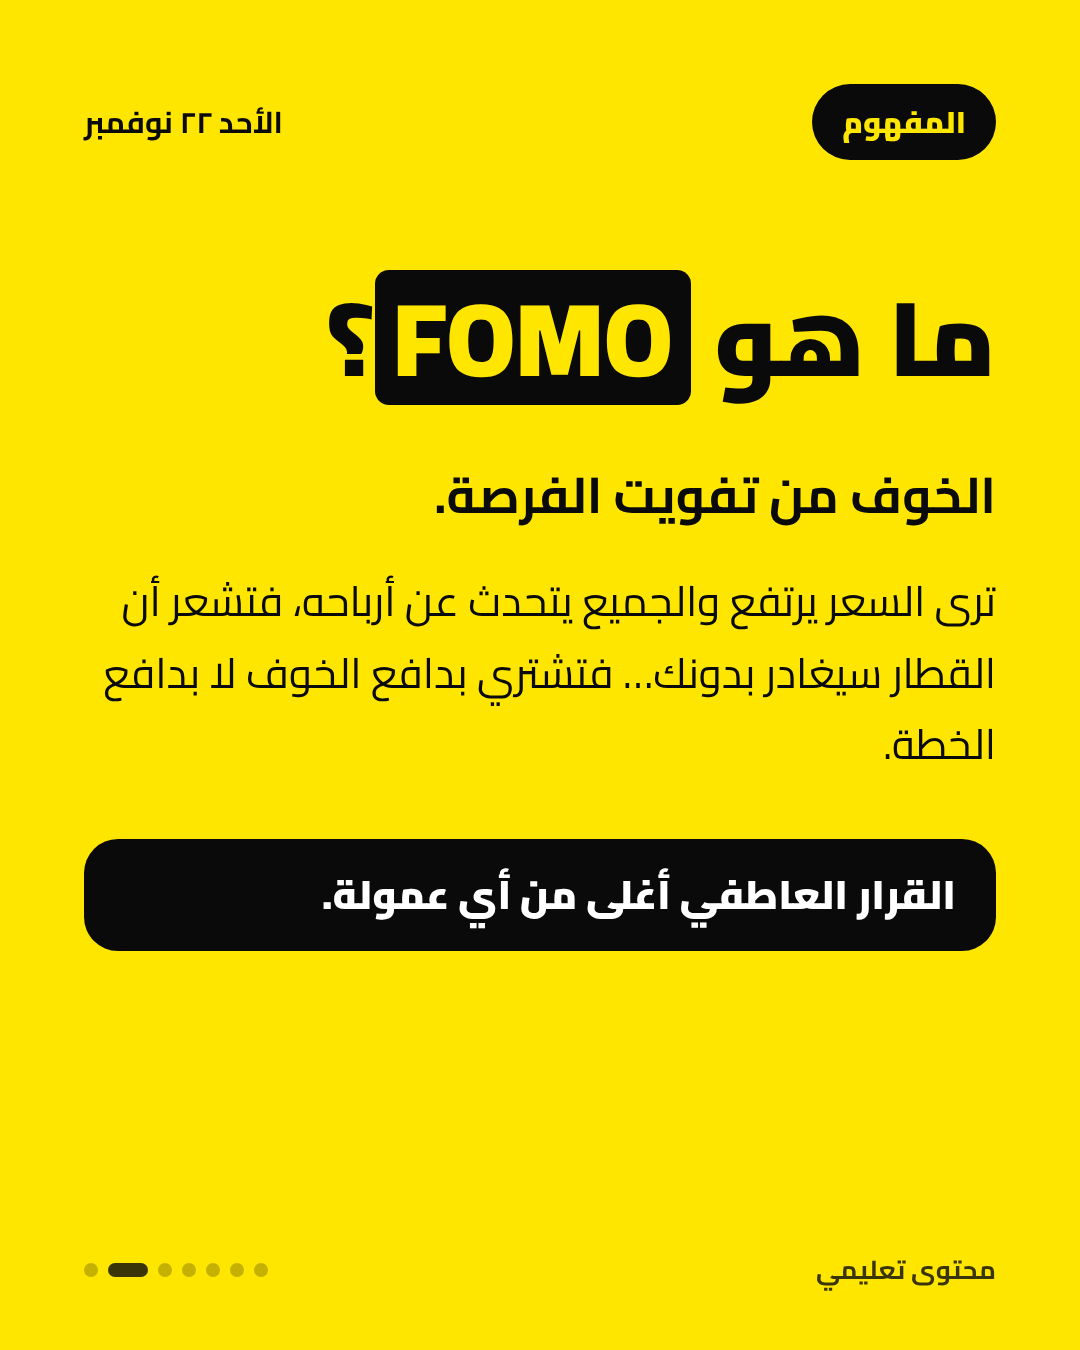 المفهوم
الأحد ٢٢ نوفمبر
ما هو FOMO؟
الخوف من تفويت الفرصة.
ترى السعر يرتفع والجميع يتحدث عن أرباحه، فتشعر أن
القطار سيغادر بدونك... فتشتري بدافع الخوف لا بدافع
الخطة.
القرار العاطفي أغلى من أي عمولة.
محتوى تعليمي